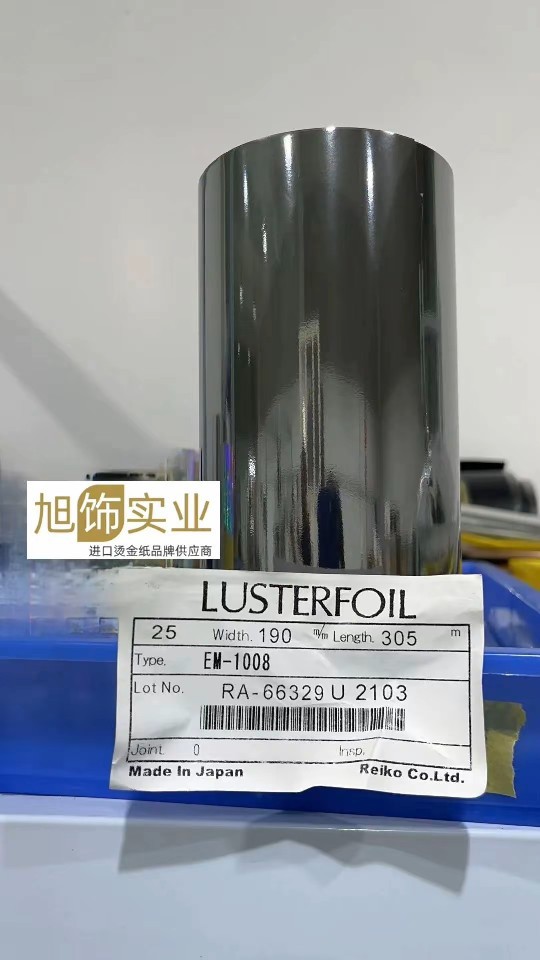 旭饰实业
进口烫金纸品牌供应商
LUSTERFOIL
25 Width. 190 m/m Length. 305 m
Type. EM-1008
Lot No. RA-66329 U 2103
Joint. 0 Insp.
Made In Japan Reiko Co.Ltd.